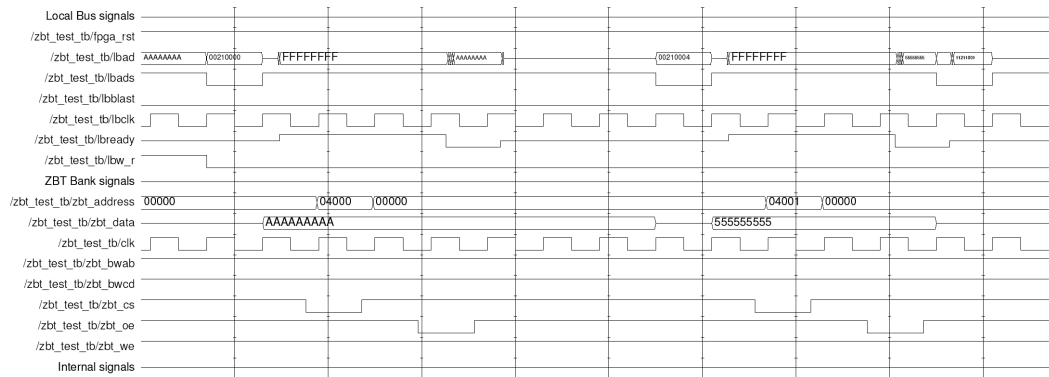 Local Bus signals
/zbt_test_tb/fpga_rst
/zbt_test_tb/lbad AAAAAAAA 00210000 FFFFFFFF AAAAAAAA 00210004 FFFFFFFF 55555555
/zbt_test_tb/lbads
/zbt_test_tb/lbblast
/zbt_test_tb/lbclk
/zbt_test_tb/lbready
/zbt_test_tb/lbw_r
ZBT Bank signals
/zbt_test_tb/zbt_address 00000 04000 00000 04001 00000
/zbt_test_tb/zbt_data AAAAAAAAA 555555555
/zbt_test_tb/clk
/zbt_test_tb/zbt_bwab
/zbt_test_tb/zbt_bwcd
/zbt_test_tb/zbt_cs
/zbt_test_tb/zbt_oe
/zbt_test_tb/zbt_we
Internal signals